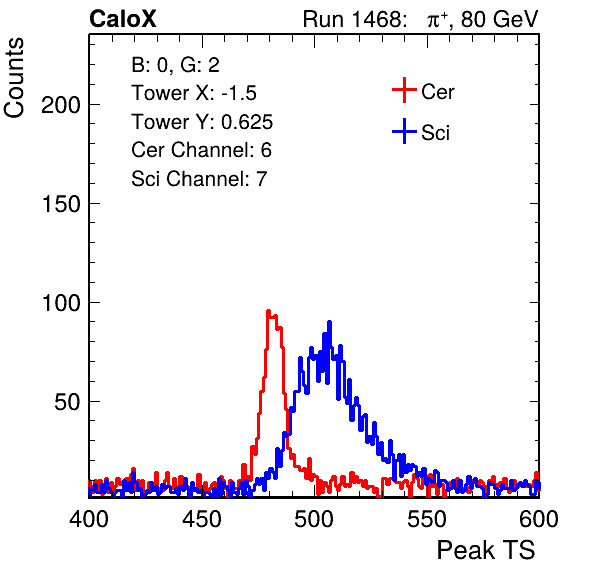 CaloX Run 1468: π+, 80 GeV
Counts
B: 0, G: 2
Tower X: -1.5
Tower Y: 0.625
Cer Channel: 6
Sci Channel: 7
Cer
Sci
200
150
100
50
400 450 500 550 600
Peak TS